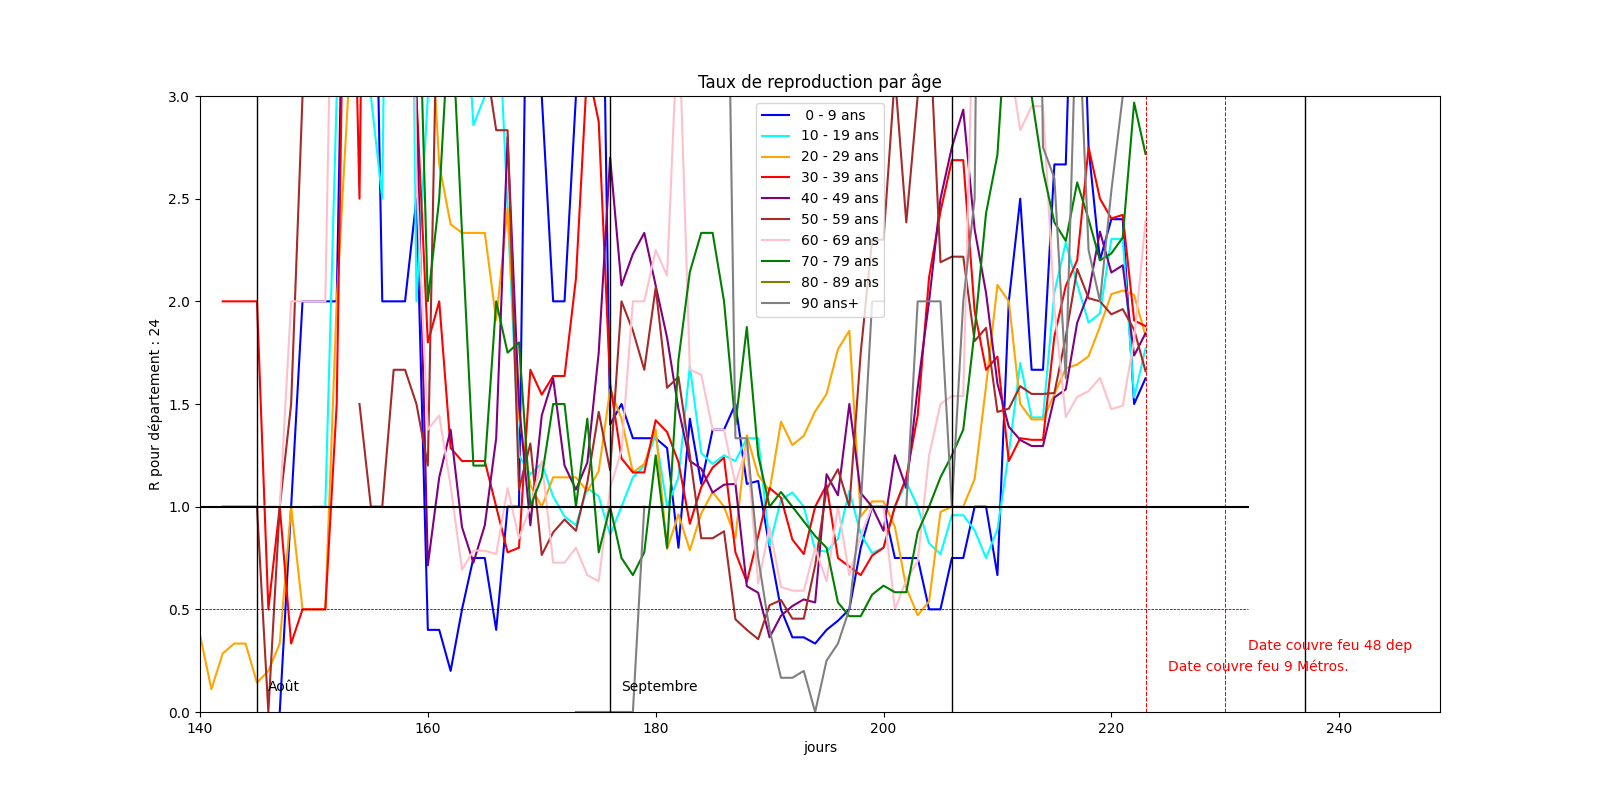 Taux de reproduction par âge
R pour département : 24
3.0
2.5
2.0
1.5
1.0
0.5
0.0
0 - 9 ans
10 - 19 ans
20 - 29 ans
30 - 39 ans
40 - 49 ans
50 - 59 ans
60 - 69 ans
70 - 79 ans
80 - 89 ans
90 ans+
Date couvre feu 48 dep
Date couvre feu 9 Métros.
Août
Septembre
140
160
180
200
220
240
jours